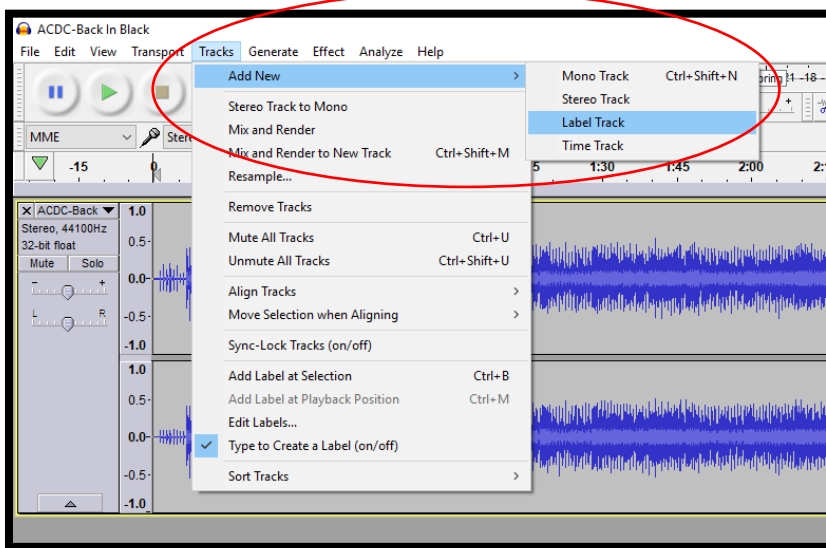 ACDC-Back In Black
File Edit View Transport Tracks Generate Effect Analyze Help
Add New
Mono Track Ctrl+Shift+N
Stereo Track
Label Track
Time Track
Stereo Track to Mono
Mix and Render
Mix and Render to New Track Ctrl+Shift+M
Resample...
Remove Tracks
Mute All Tracks Ctrl+U
Unmute All Tracks Ctrl+Shift+U
Align Tracks
Move Selection when Aligning
Sync-Lock Tracks (on/off)
Add Label at Selection Ctrl+B
Add Label at Playback Position Ctrl+M
Edit Labels...
Type to Create a Label (on/off)
Sort Tracks
-18
MME
-15 0 1:30 1:45 2:00
ACDC-Back
Stereo, 44100Hz
32-bit float
Mute Solo
- +
L R
1.0
0.5
0.0
-0.5
-1.0
1.0
0.5
0.0
-0.5
-1.0